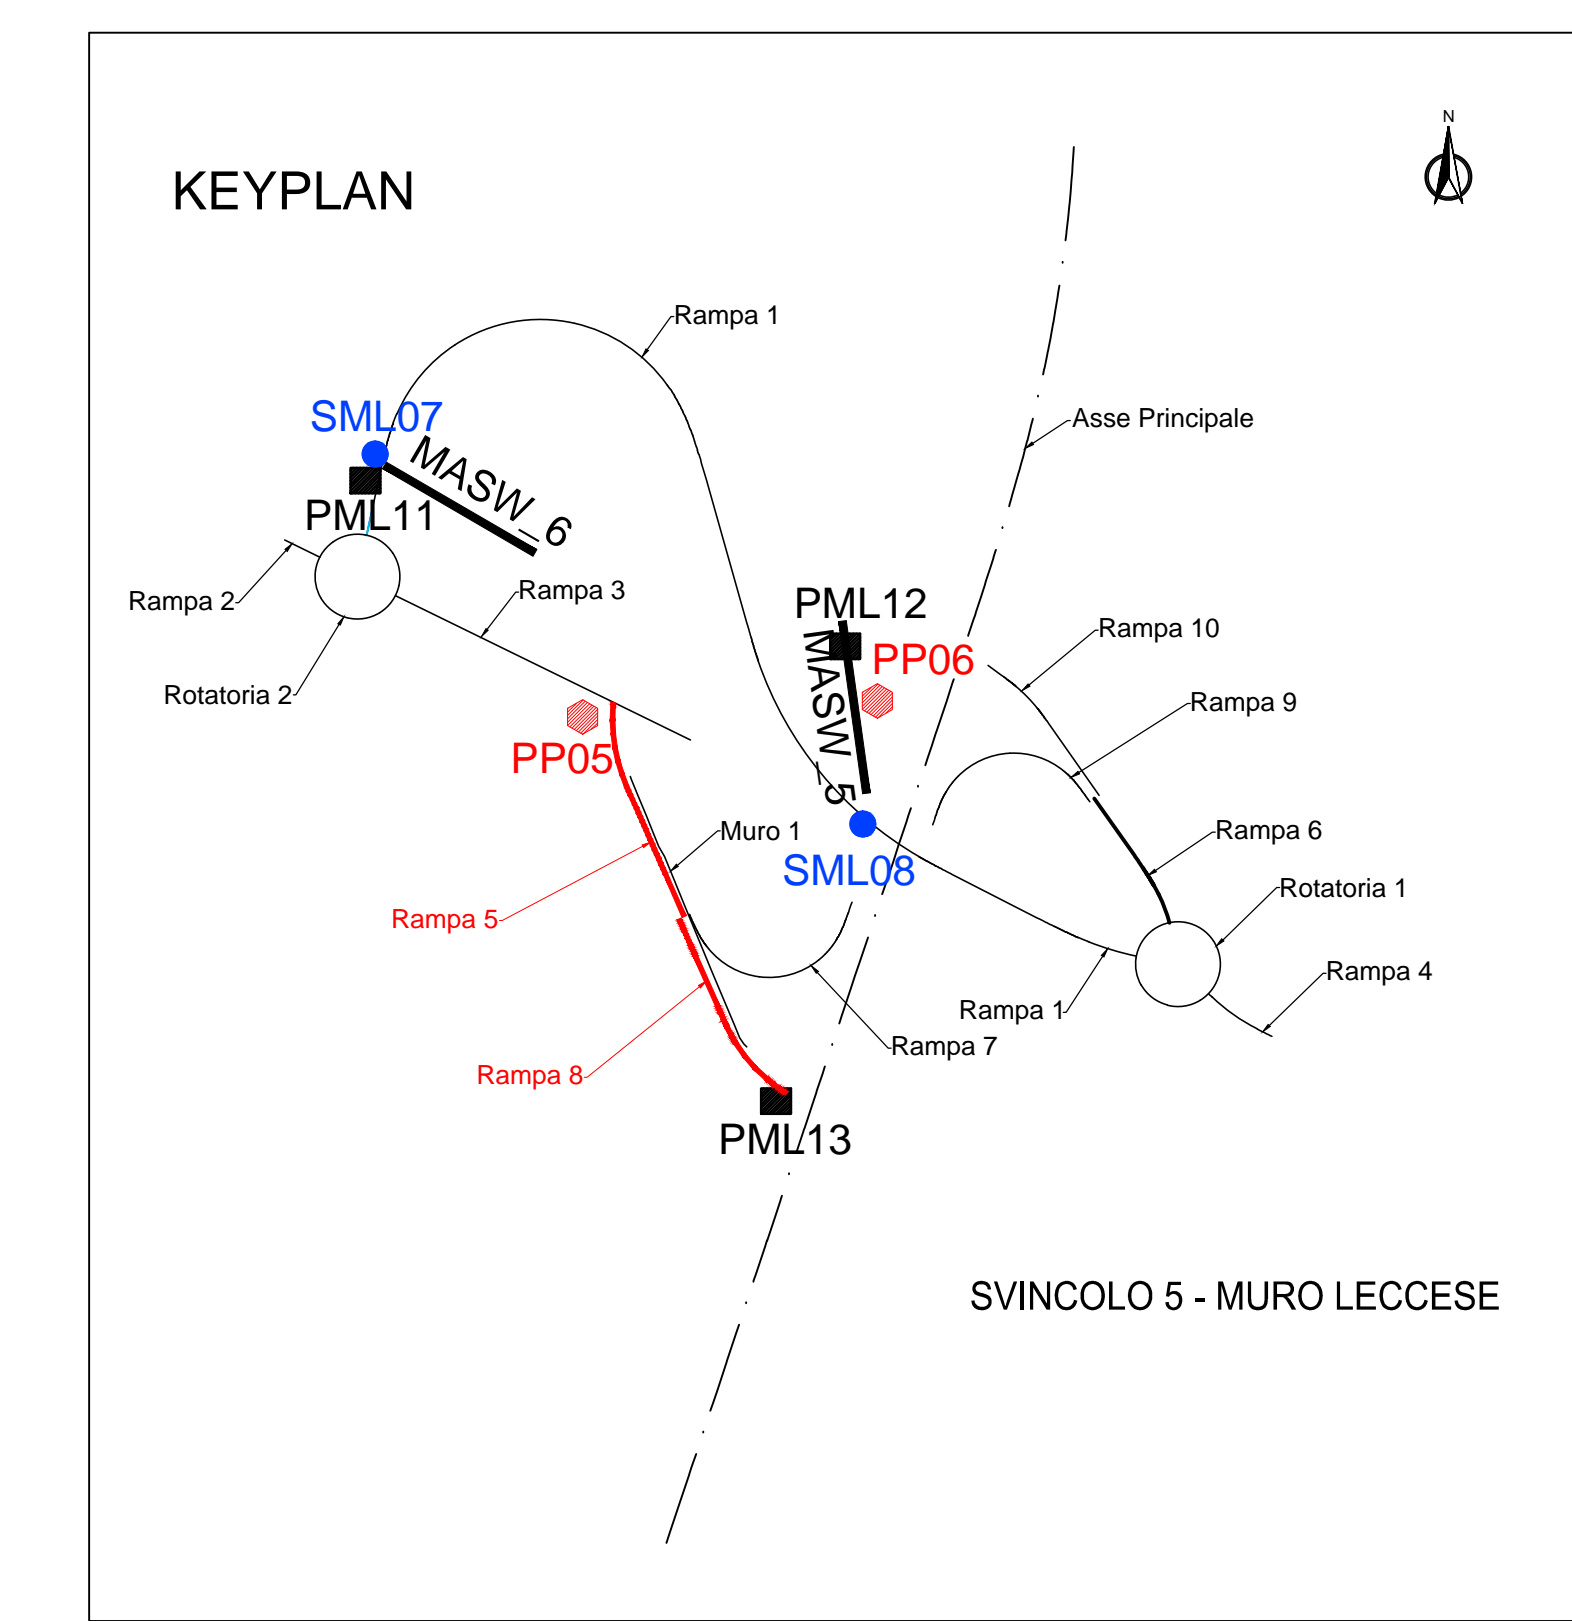 N
KEYPLAN
Rampa 1
SML07
Asse Principale
MASW_6
PML11
Rampa 2
Rampa 3
PML12
Rampa 10
MASW_5
PP06
Rotatoria 2
Rampa 9
PP05
Muro 1
Rampa 6
SML08
Rotatoria 1
Rampa 5
Rampa 4
Rampa 1
Rampa 7
Rampa 8
PML13
SVINCOLO 5 - MURO LECCESE